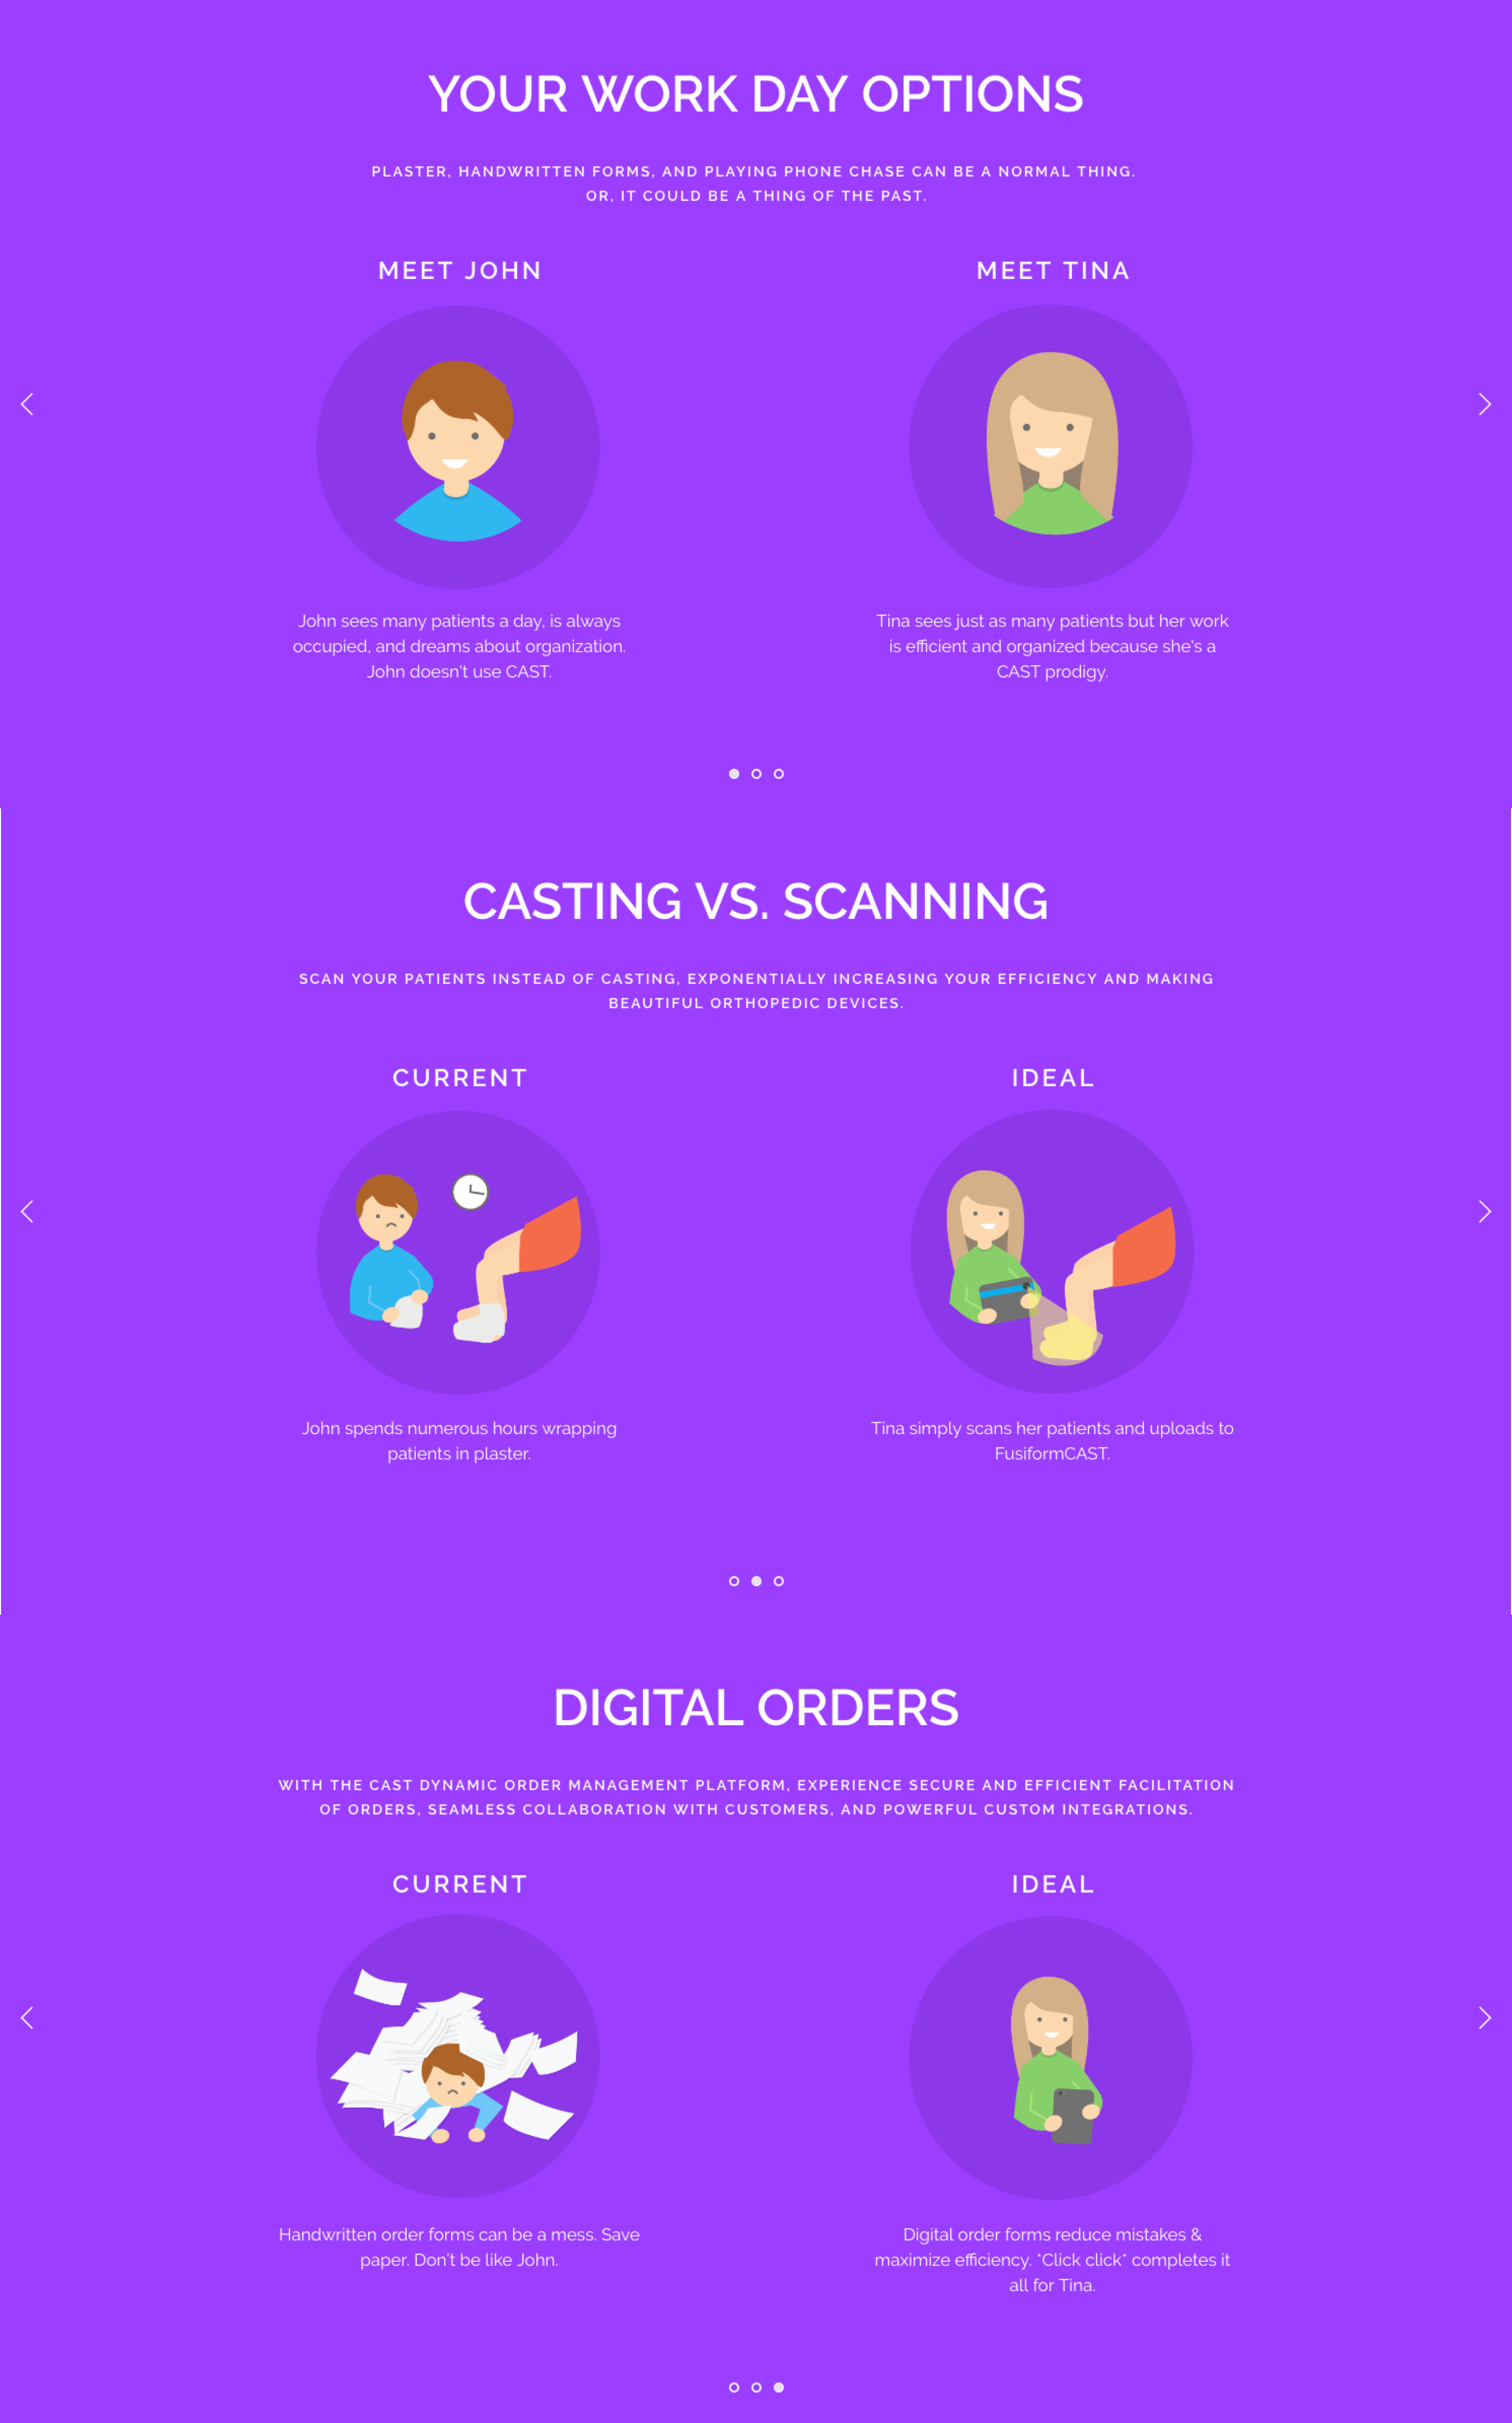 YOUR WORK DAY OPTIONS
PLASTER, HANDWRITTEN FORMS, AND PLAYING PHONE CHASE CAN BE A NORMAL THING.
OR, IT COULD BE A THING OF THE PAST.
MEET JOHN
John sees many patients a day, is always
occupied, and dreams about organization.
John doesn't use CAST.
MEET TINA
Tina sees just as many patients but her work
is efficient and organized because she's a
CAST prodigy.
CASTING VS. SCANNING
SCAN YOUR PATIENTS INSTEAD OF CASTING, EXPONENTIALLY INCREASING YOUR EFFICIENCY AND MAKING
BEAUTIFUL ORTHOPEDIC DEVICES.
CURRENT
John spends numerous hours wrapping
patients in plaster.
IDEAL
Tina simply scans her patients and uploads to
FusiformCAST.
DIGITAL ORDERS
WITH THE CAST DYNAMIC ORDER MANAGEMENT PLATFORM, EXPERIENCE SECURE AND EFFICIENT FACILITATION
OF ORDERS, SEAMLESS COLLABORATION WITH CUSTOMERS, AND POWERFUL CUSTOM INTEGRATIONS.
CURRENT
Handwritten order forms can be a mess. Save
paper. Don't be like John.
IDEAL
Digital order forms reduce mistakes &
maximize efficiency. *Click click* completes it
all for Tina.